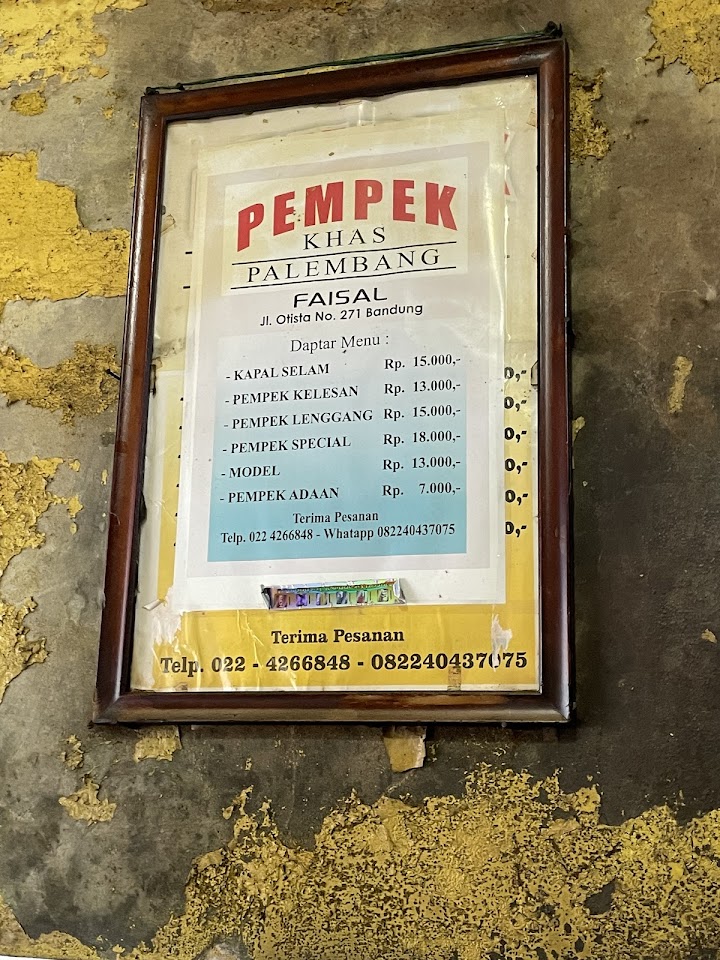 PEMPEK
KHAS
PALEMBANG
FAISAL
Jl. Otista No. 271 Bandung
Daptar Menu :
- KAPAL SELAM Rp. 15.000,-
- PEMPEK KELESAN Rp. 13.000,-
- PEMPEK LENGGANG Rp. 15.000,-
- PEMPEK SPECIAL Rp. 18.000,-
- MODEL Rp. 13.000,-
- PEMPEK ADAAN Rp. 7.000,-
Terima Pesanan
Telp. 022 4266848 - Whatapp 082240437075
Terima Pesanan
Telp. 022 - 4266848 - 082240437075